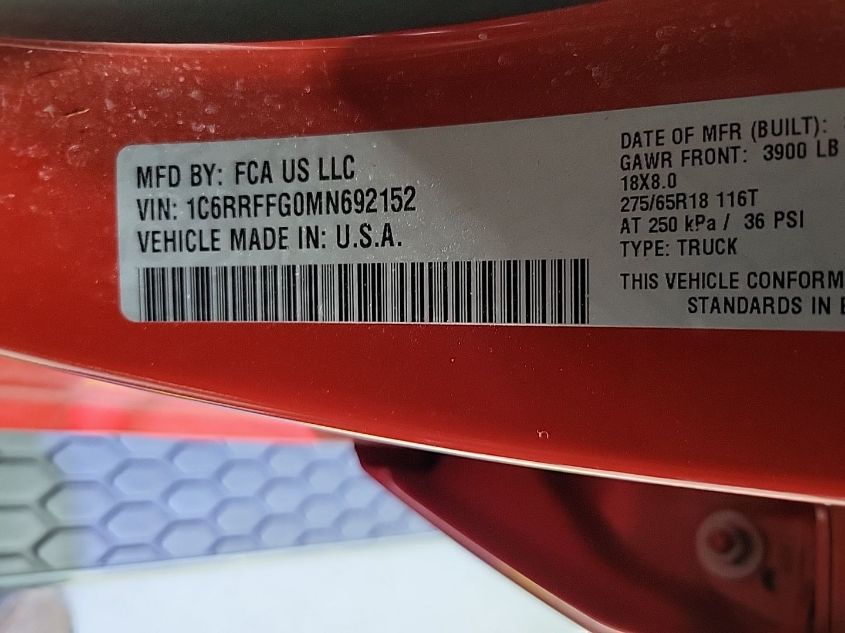 MFD BY: FCA US LLC
VIN: 1C6RRFFG0MN692152
VEHICLE MADE IN: U.S.A.
DATE OF MFR (BUILT):
GAWR FRONT: 3900 LB
18X8.0
275/65R18 116T
AT 250 kPa / 36 PSI
TYPE: TRUCK
THIS VEHICLE CONFORM
STANDARDS IN E